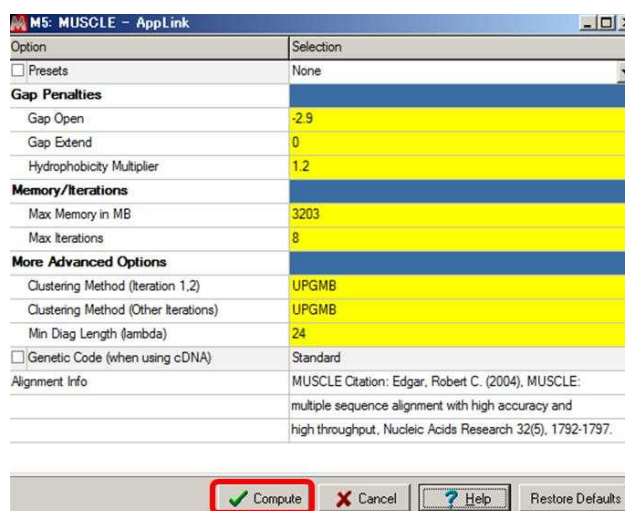 M5: MUSCLE - AppLink
Option Selection
Presets None
Gap Penalties
Gap Open -2.9
Gap Extend 0
Hydrophobicity Multiplier 1.2
Memory/Iterations
Max Memory in MB 3203
Max Iterations 8
More Advanced Options
Clustering Method (Iteration 1,2) UPGMB
Clustering Method (Other Iterations) UPGMB
Min Diag Length (lambda) 24
Genetic Code (when using cDNA) Standard
Alignment Info MUSCLE Citation: Edgar, Robert C. (2004), MUSCLE:
multiple sequence alignment with high accuracy and
high throughput, Nucleic Acids Research 32(5), 1792-1797.
Compute Cancel Help Restore Defaults